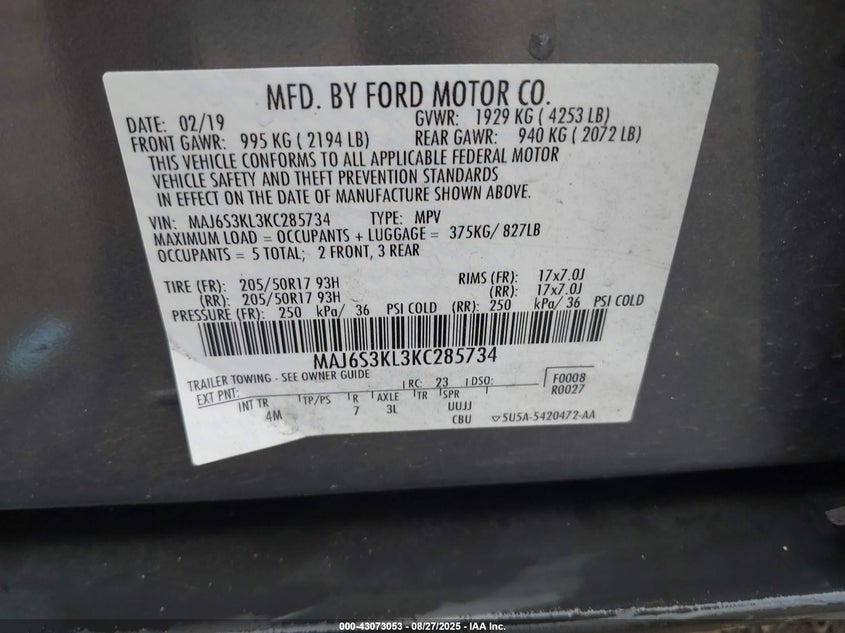 MFD. BY FORD MOTOR CO.
DATE: 02/19 GVWR: 1929 KG ( 4253 LB)
FRONT GAWR: 995 KG ( 2194 LB) REAR GAWR: 940 KG ( 2072 LB)
THIS VEHICLE CONFORMS TO ALL APPLICABLE FEDERAL MOTOR
VEHICLE SAFETY AND THEFT PREVENTION STANDARDS
IN EFFECT ON THE DATE OF MANUFACTURE SHOWN ABOVE.
VIN: MAJ6S3KL3KC285734 TYPE: MPV
MAXIMUM LOAD = OCCUPANTS + LUGGAGE = 375KG/ 827LB
OCCUPANTS = 5 TOTAL; 2 FRONT, 3 REAR
TIRE (FR): 205/50R17 93H RIMS (FR): 17x7.0J
(RR): 205/50R17 93H (RR): 17x7.0J
PRESSURE (FR): 250 kPa/ 36 PSI COLD (RR): 250 kPa/ 36 PSI COLD
MAJ6S3KL3KC285734
TRAILER TOWING - SEE OWNER GUIDE
EXT PNT: RC: 23 DSO: F0008
R0027
INT TR TP/PS R AXLE TR SPR
4M 7 3L UUJJ
CBU 5U5A-5420472-AA
000-43073053 - 08/27/2025 - IAA Inc.